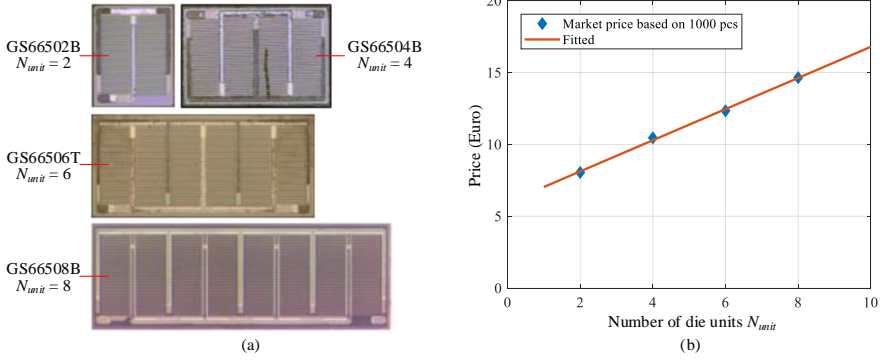 GS66502B
N_unit = 2
GS66504B
N_unit = 4
GS66506T
N_unit = 6
GS66508B
N_unit = 8
(a)
20
15
10
5
0
Price (Euro)
Market price based on 1000 pcs
Fitted
0
2
4
6
8
10
Number of die units N_unit
(b)